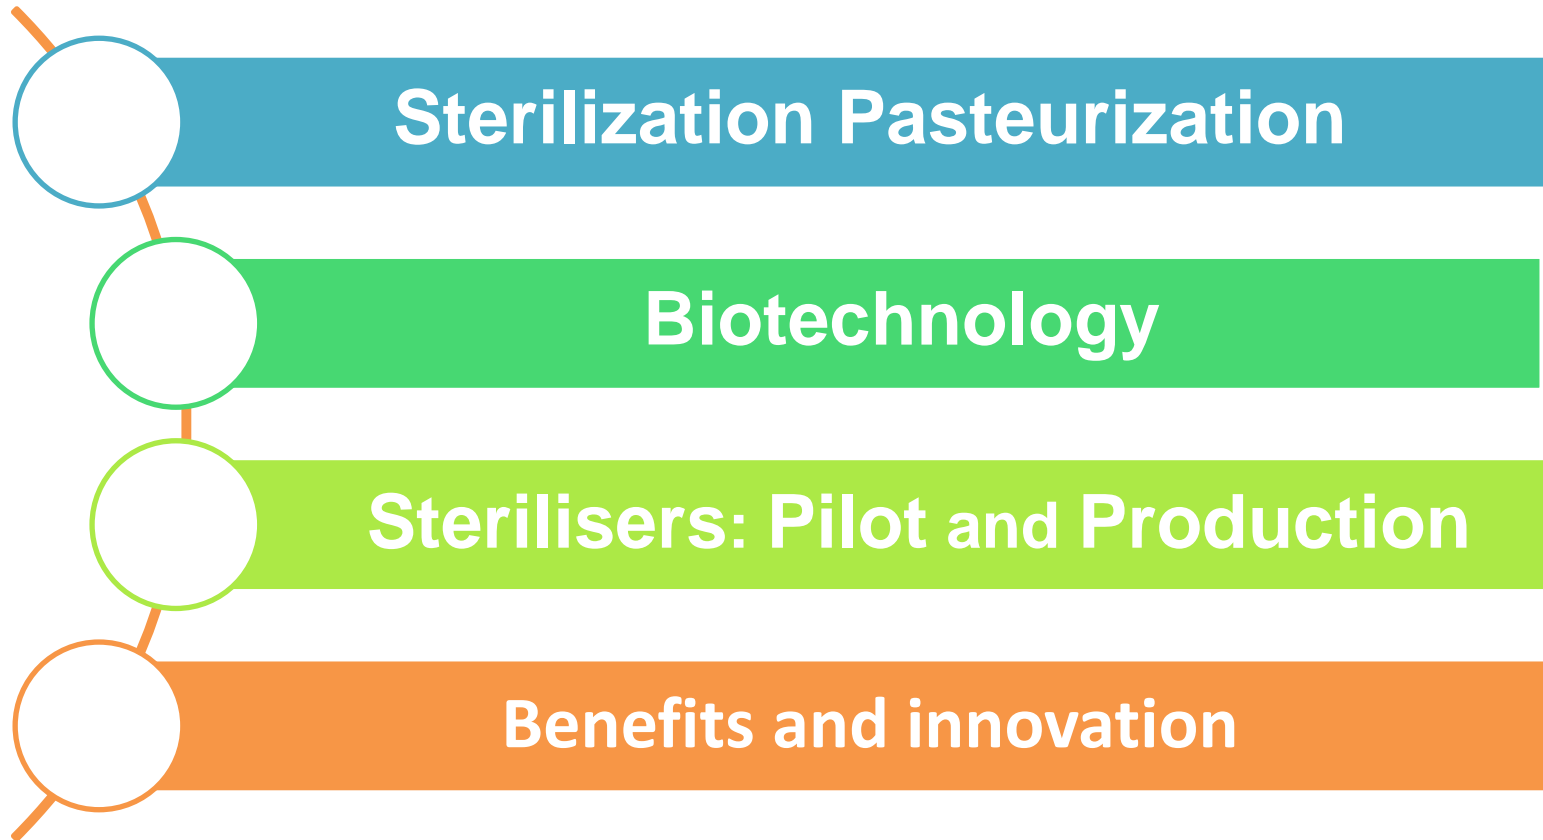 Sterilization Pasteurization
Biotechnology
Sterilisers: Pilot and Production
Benefits and innovation